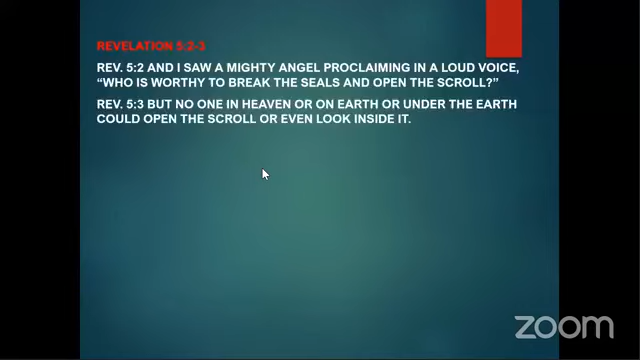 REVELATION 5:2-3
REV. 5:2 AND I SAW A MIGHTY ANGEL PROCLAIMING IN A LOUD VOICE,
“WHO IS WORTHY TO BREAK THE SEALS AND OPEN THE SCROLL?”
REV. 5:3 BUT NO ONE IN HEAVEN OR ON EARTH OR UNDER THE EARTH
COULD OPEN THE SCROLL OR EVEN LOOK INSIDE IT.
zoom